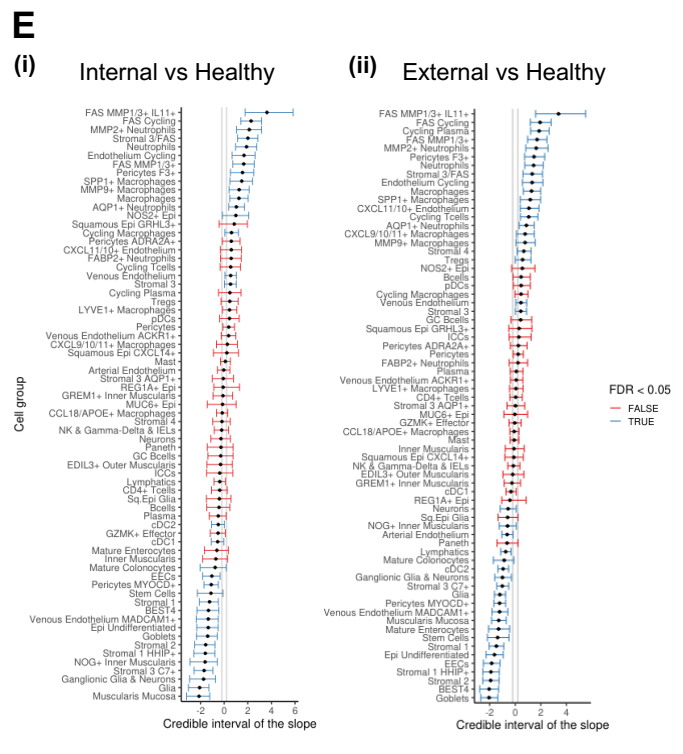 E
(i)
Internal vs Healthy
FAS MMP1/3+ IL11+
FAS Cycling
MMP2+ Neutrophils
Stromal 3/FAS
Neutrophils
Endothelium Cycling
FAS MMP1/3+
Pericytes F3+
SPP1+ Macrophages
MMP9+ Macrophages
Macrophages
AQP1+ Neutrophils
NOS2+ Epi
Squamous Epi GRHL3+
Cycling Macrophages
Pericytes ADRA2A+
CXCL11/10+ Endothelium
FABP2+ Neutrophils
Cycling Tcells
Venous Endothelium
Stromal 3
Cycling Plasma
Tregs
LYVE1+ Macrophages
pDCs
Pericytes
Venous Endothelium ACKR1+
CXCL9/10/11+ Macrophages
Squamous Epi CXCL14+
Mast
Arterial Endothelium
Stromal 3 AQP1+
REG1A+ Epi
GREM1+ Inner Muscularis
MUC6+ Epi
CCL18/APOE+ Macrophages
Stromal 4
NK & Gamma-Delta & IELs
Neurons
Paneth
GC Bcells
EDIL3+ Outer Muscularis
ICCs
Lymphatics
CD4+ Tcells
Sq.Epi Glia
Bcells
Plasma
cDC2
GZMK+ Effector
cDC1
Mature Enterocytes
Inner Muscularis
Mature Colonocytes
EECs
Pericytes MYOCD+
Stem Cells
Stromal 1
BEST4
Venous Endothelium MADCAM1+
Epi Undifferentiated
Goblets
Stromal 2
Stromal 1 HHIP+
NOG+ Inner Muscularis
Stromal 3 C7+
Ganglionic Glia & Neurons
Glia
Muscularis Mucosa
Cell group
-2 0 2 4 6
Credible interval of the slope
(ii)
External vs Healthy
FAS MMP1/3+ IL11+
FAS Cycling
Cycling Plasma
FAS MMP1/3+
MMP2+ Neutrophils
Pericytes F3+
Neutrophils
Stromal 3/FAS
Endothelium Cycling
Macrophages
SPP1+ Macrophages
CXCL11/10+ Endothelium
Cycling Tcells
AQP1+ Neutrophils
CXCL9/10/11+ Macrophages
MMP9+ Macrophages
Stromal 4
Tregs
NOS2+ Epi
Bcells
pDCs
Cycling Macrophages
Venous Endothelium
Stromal 3
GC Bcells
Squamous Epi GRHL3+
ICCs
Pericytes ADRA2A+
Pericytes
FABP2+ Neutrophils
Plasma
Venous Endothelium ACKR1+
LYVE1+ Macrophages
CD4+ Tcells
Stromal 3 AQP1+
MUC6+ Epi
GZMK+ Effector
CCL18/APOE+ Macrophages
Mast
Inner Muscularis
Squamous Epi CXCL14+
NK & Gamma-Delta & IELs
EDIL3+ Outer Muscularis
GREM1+ Inner Muscularis
cDC1
REG1A+ Epi
Neurons
Sq.Epi Glia
NOG+ Inner Muscularis
Arterial Endothelium
Paneth
Lymphatics
Mature Colonocytes
cDC2
Ganglionic Glia & Neurons
Stromal 3 C7+
Glia
Pericytes MYOCD+
Venous Endothelium MADCAM1+
Muscularis Mucosa
Mature Enterocytes
Stem Cells
Stromal 1
Epi Undifferentiated
EECs
Stromal 1 HHIP+
Stromal 2
BEST4
Goblets
-2 0 2 4
Credible interval of the slope
FDR < 0.05
FALSE
TRUE